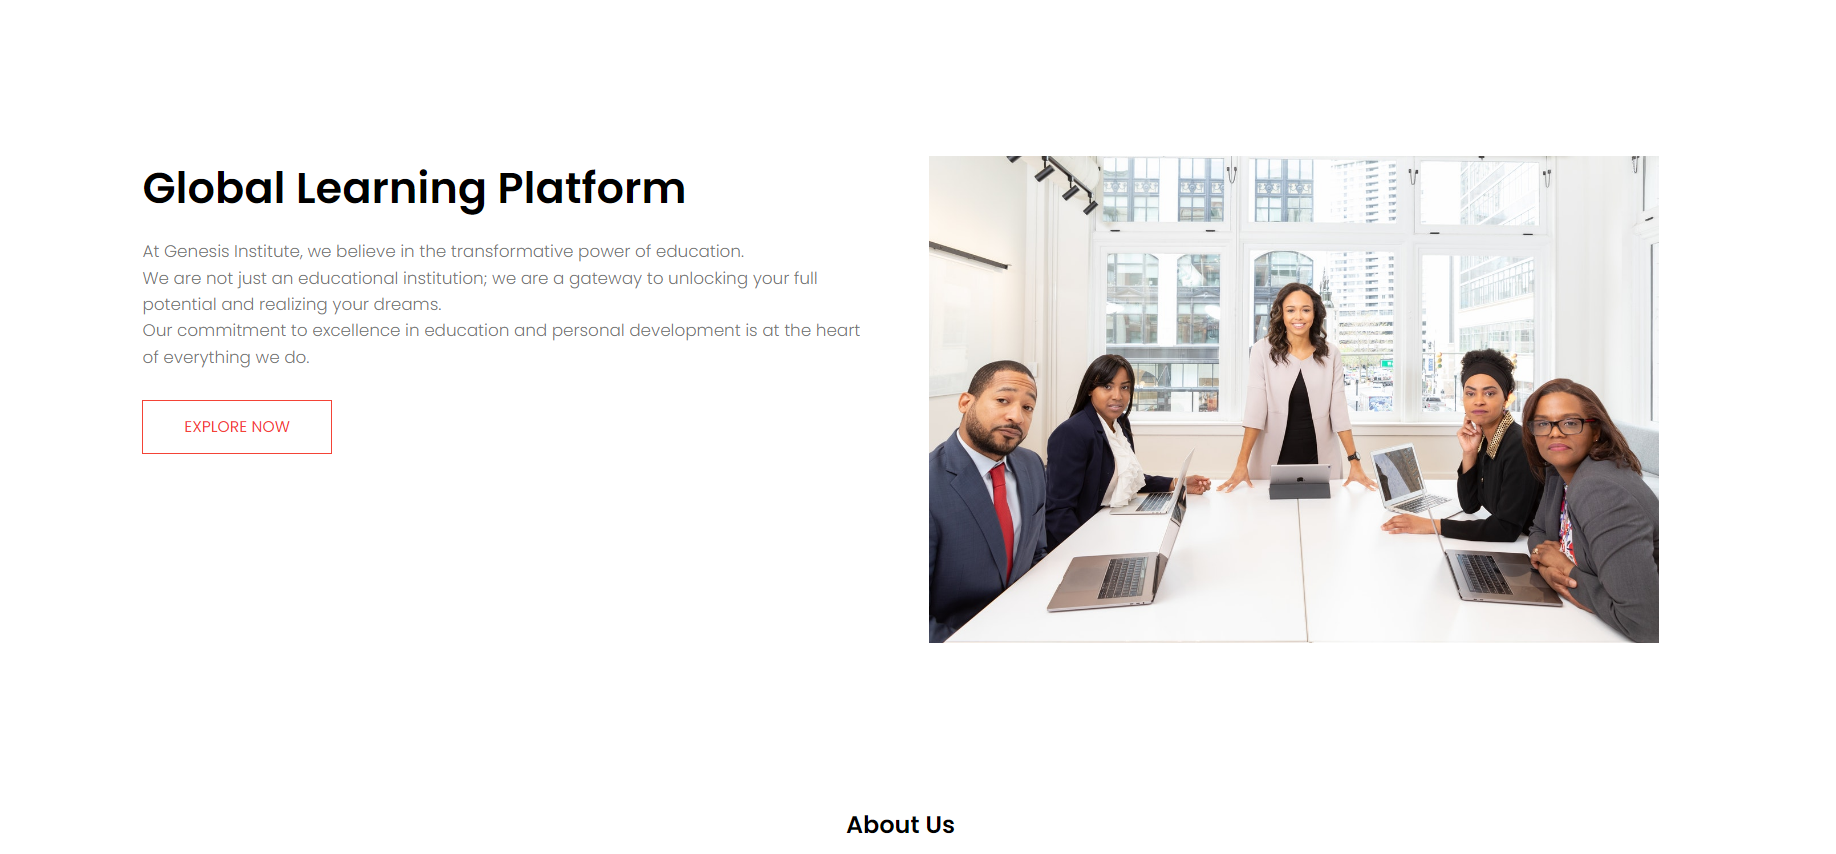 Global Learning Platform
At Genesis Institute, we believe in the transformative power of education.
We are not just an educational institution; we are a gateway to unlocking your full
potential and realizing your dreams.
Our commitment to excellence in education and personal development is at the heart
of everything we do.
EXPLORE NOW
About Us